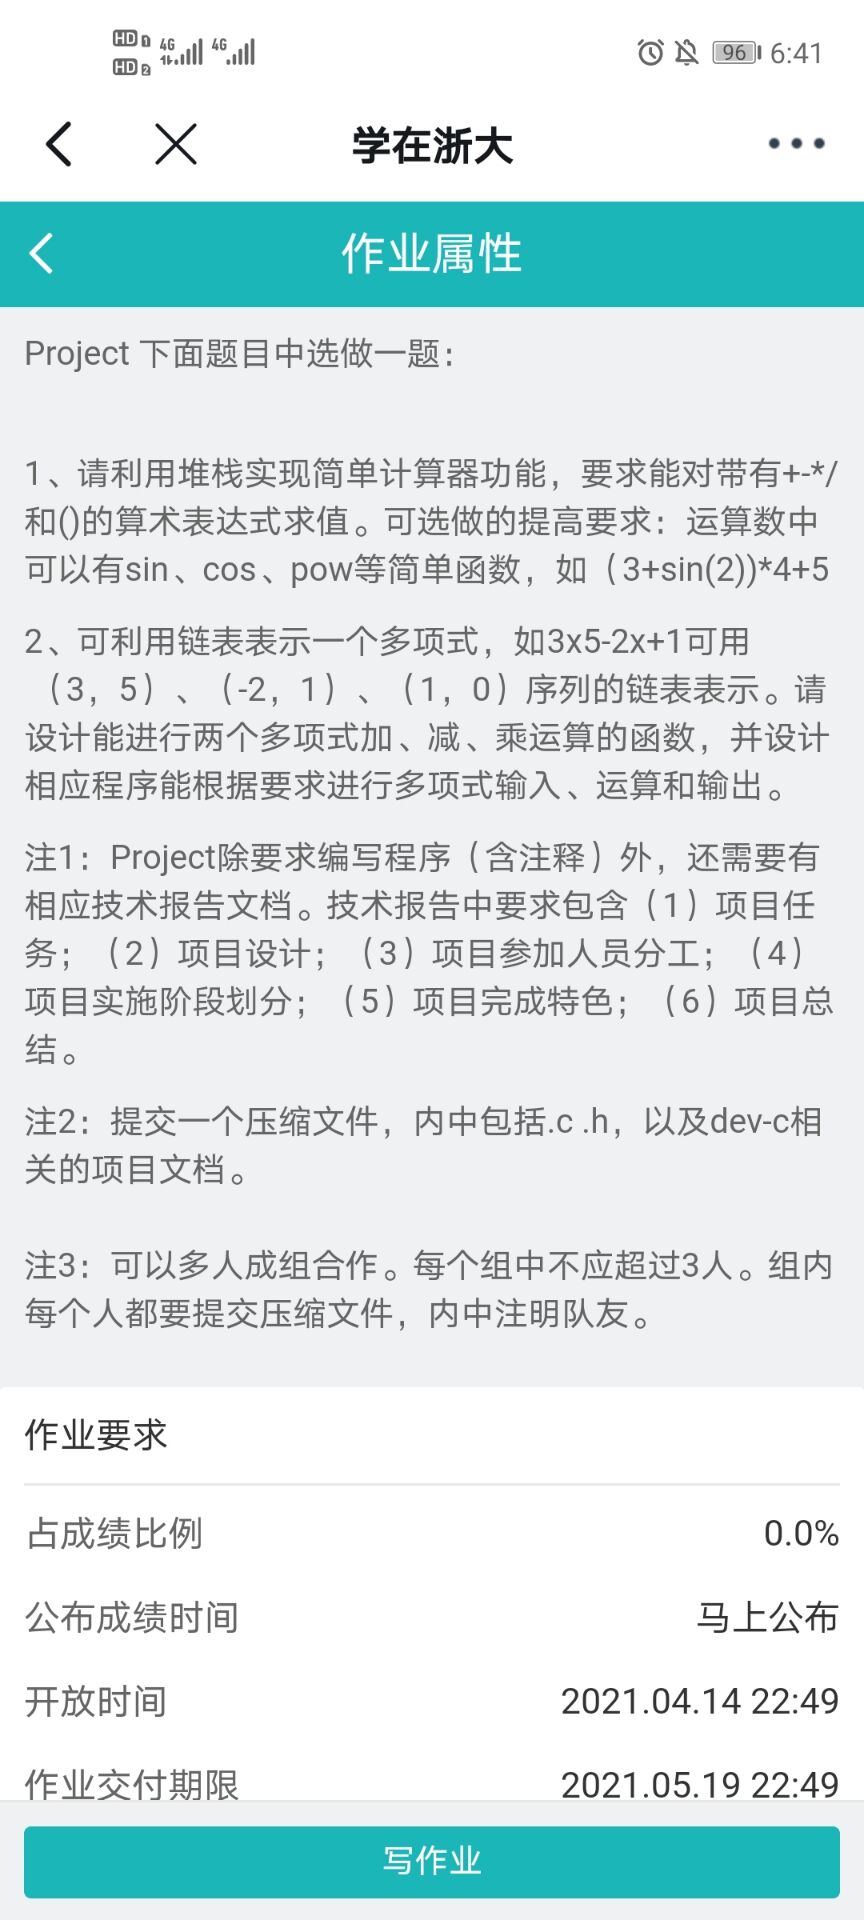 HD 1 4G 4G 96 6:41
HD 2
学在浙大
作业属性
Project 下面题目中选做一题：
1、请利用堆栈实现简单计算器功能，要求能对带有+-*/
和()的算术表达式求值。可选做的提高要求：运算数中
可以有sin、cos、pow等简单函数，如（3+sin(2))*4+5
2、可利用链表表示一个多项式，如3x5-2x+1可用
（3，5）、（-2，1）、（1，0）序列的链表表示。请
设计能进行两个多项式加、减、乘运算的函数，并设计
相应程序能根据要求进行多项式输入、运算和输出。
注1：Project除要求编写程序（含注释）外，还需要有
相应技术报告文档。技术报告中要求包含（1）项目任
务；（2）项目设计；（3）项目参加人员分工；（4）
项目实施阶段划分；（5）项目完成特色；（6）项目总
结。
注2：提交一个压缩文件，内中包括.c .h，以及dev-c相
关的项目文档。
注3：可以多人成组合作。每个组中不应超过3人。组内
每个人都要提交压缩文件，内中注明队友。
作业要求
占成绩比例 0.0%
公布成绩时间 马上公布
开放时间 2021.04.14 22:49
作业交付期限 2021.05.19 22:49
写作业